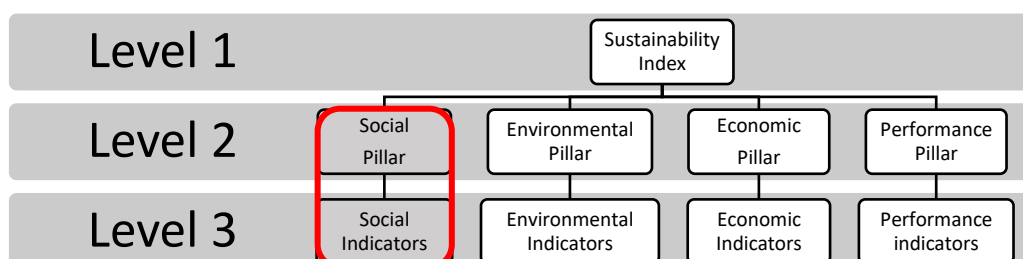 Level 1
Sustainability
Index
Level 2
Social
Pillar
Environmental
Pillar
Economic
Pillar
Performance
Pillar
Level 3
Social
Indicators
Environmental
Indicators
Economic
Indicators
Performance
indicators